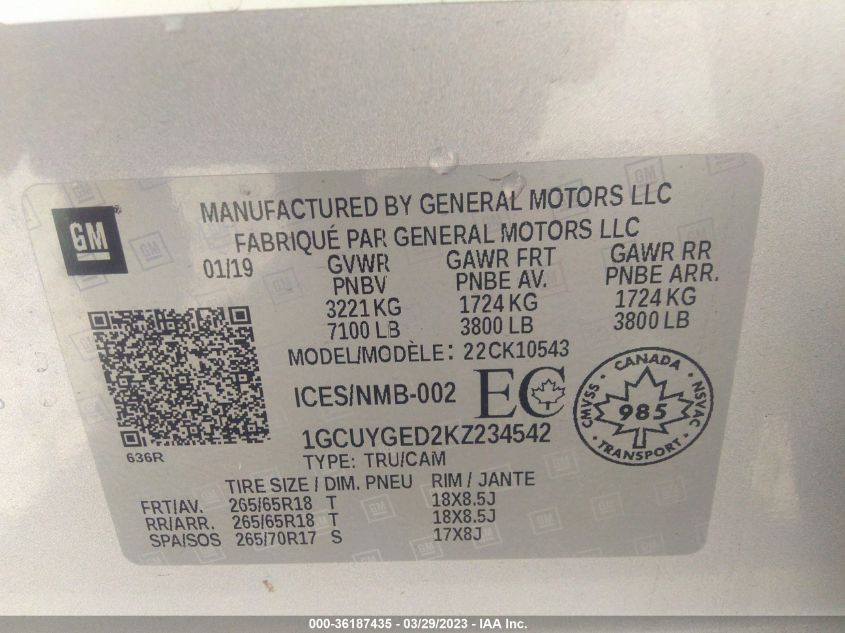 GM
MANUFACTURED BY GENERAL MOTORS LLC
FABRIQUÉ PAR GENERAL MOTORS LLC
01/19 GVWR GAWR FRT GAWR RR
PNBV PNBE AV. PNBE ARR.
3221 KG 1724 KG 1724 KG
7100 LB 3800 LB 3800 LB
MODEL/MODÈLE: 22CK10543
ICES/NMB-002 EC
CANADA
CMVSS 985 NSVAC
TRANSPORT
1GCUYGED2KZ234542
636R
TYPE: TRU/CAM
TIRE SIZE / DIM. PNEU RIM / JANTE
FRT/AV. 265/65R18 T 18X8.5J
RR/ARR. 265/65R18 T 18X8.5J
SPA/SOS 265/70R17 S 17X8J
000-36187435 - 03/29/2023 - IAA Inc.